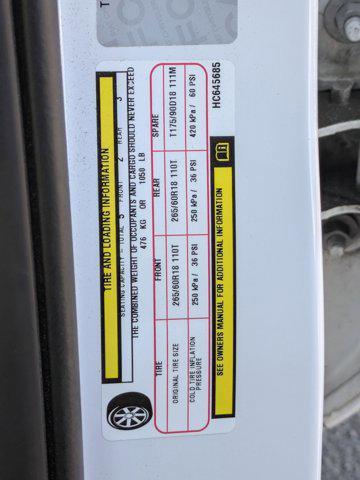 TIRE AND LOADING INFORMATION
SEATING CAPACITY - TOTAL 5 FRONT 2 REAR 3
THE COMBINED WEIGHT OF OCCUPANTS AND CARGO SHOULD NEVER EXCEED
476 KG OR 1050 LB
TIRE FRONT REAR SPARE
ORIGINAL TIRE SIZE 265/60R18 110T 265/60R18 110T T175/90D18 111M
COLD TIRE INFLATION PRESSURE 250 kPa / 36 PSI 250 kPa / 36 PSI 420 kPa / 60 PSI
SEE OWNERS MANUAL FOR ADDITIONAL INFORMATION
HC645685